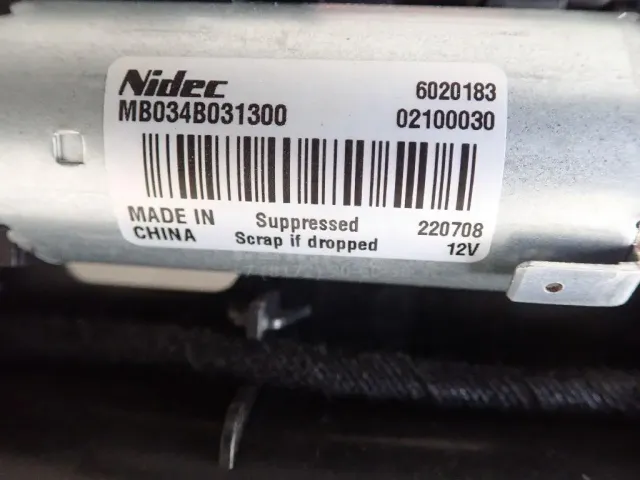 Nidec 6020183
MB034B031300 02100030
MADE IN Suppressed 220708
CHINA Scrap if dropped 12V